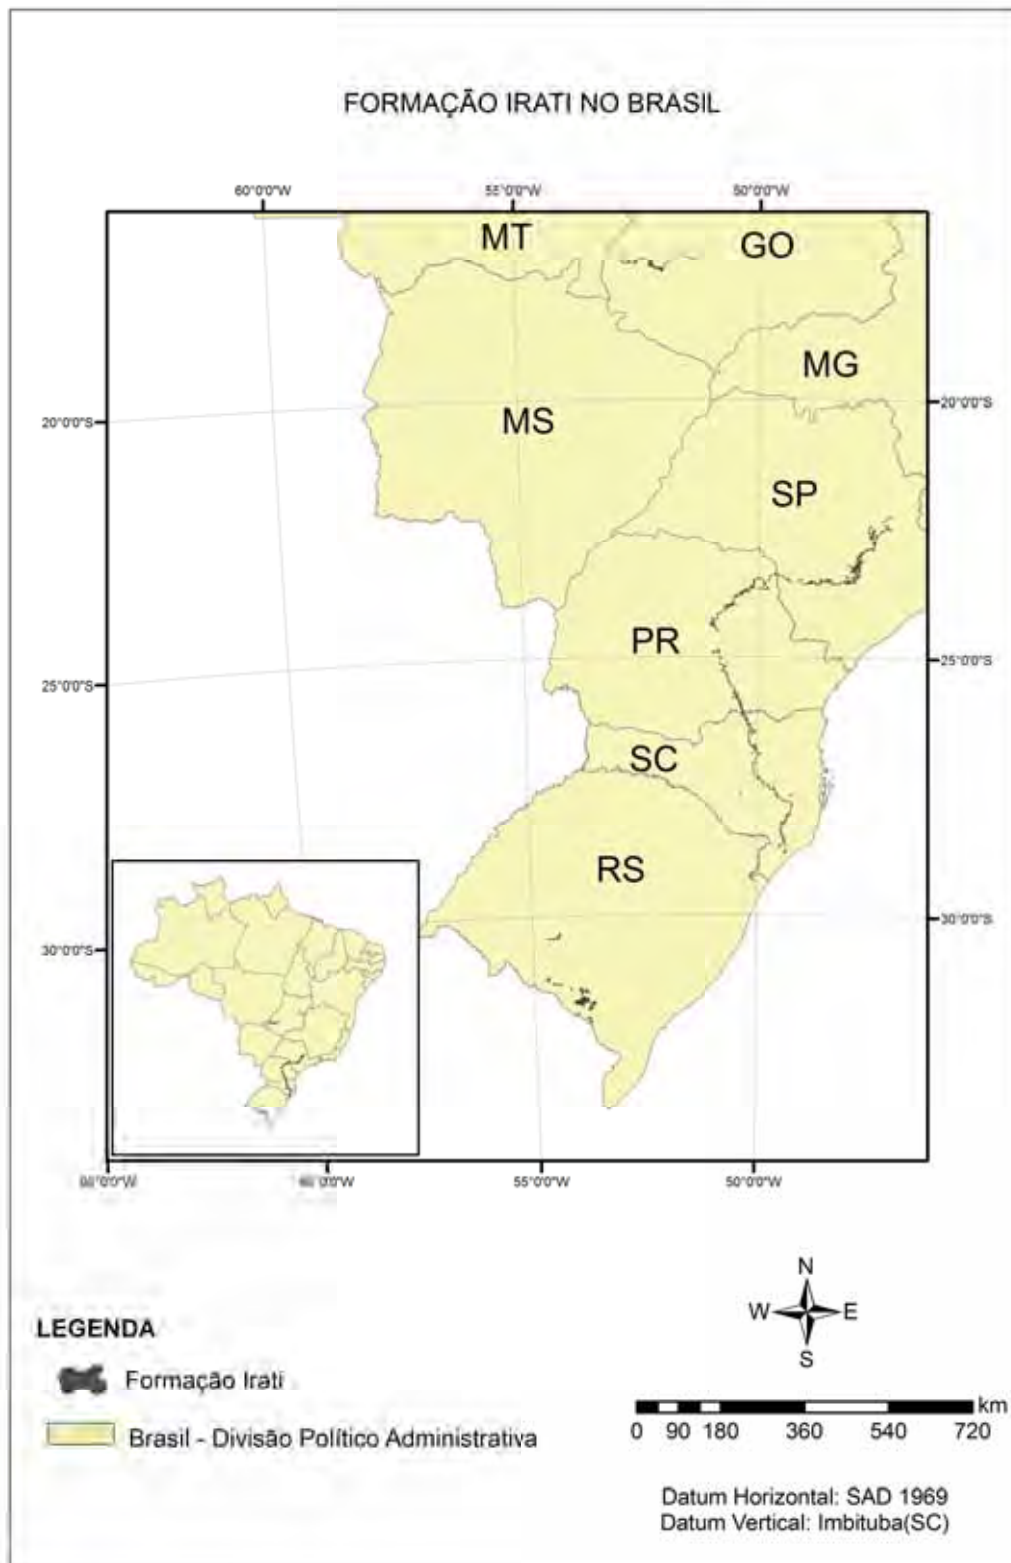 FORMAÇÃO IRATI NO BRASIL
60°0'0"W 55°0'0"W 50°0'0"W
MT
GO
MG
20°0'0"S
20°0'0"S
MS
SP
PR
25°0'0"S
25°0'0"S
SC
RS
30°0'0"S
30°0'0"S
55°0'0"W 50°0'0"W
N
W E
S
LEGENDA
Formação Irati
Brasil - Divisão Político Administrativa
km
0 90 180 360 540 720
Datum Horizontal: SAD 1969
Datum Vertical: Imbituba(SC)